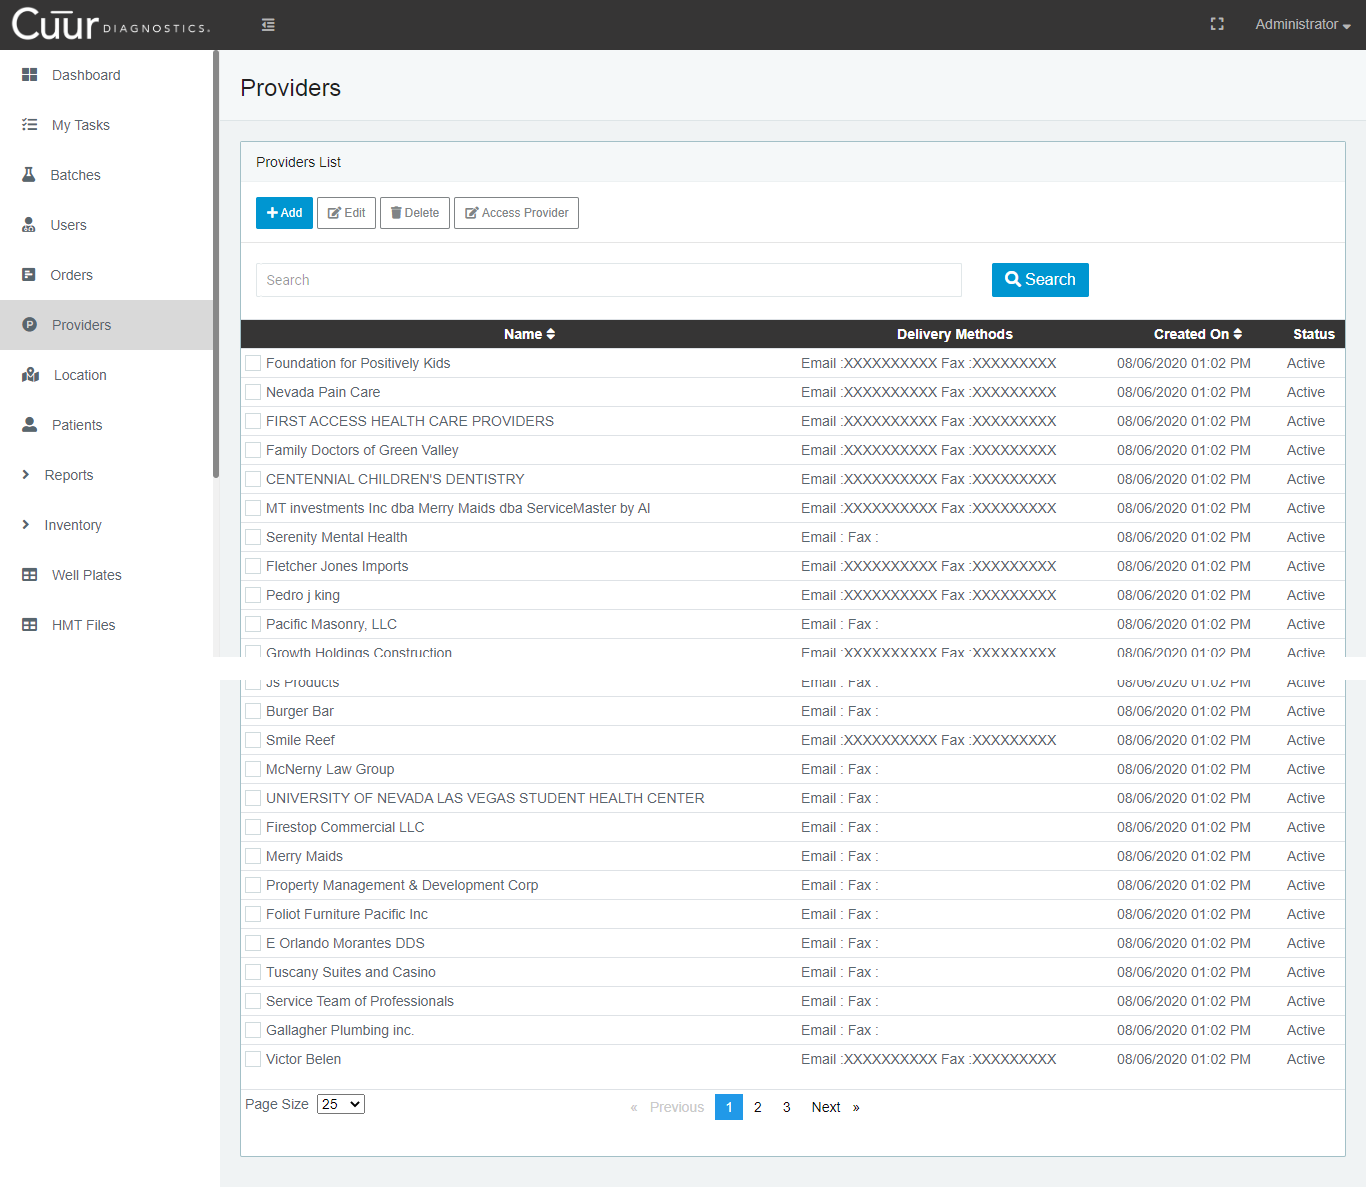 Cuur DIAGNOSTICS.
Administrator
Dashboard
My Tasks
Batches
Users
Orders
Providers
Location
Patients
Reports
Inventory
Well Plates
HMT Files
Providers
Providers List
Add Edit Delete Access Provider
Search Search
Name Delivery Methods Created On Status
Foundation for Positively Kids Email :XXXXXXXXXX Fax :XXXXXXXXX 08/06/2020 01:02 PM Active
Nevada Pain Care Email :XXXXXXXXXX Fax :XXXXXXXXX 08/06/2020 01:02 PM Active
FIRST ACCESS HEALTH CARE PROVIDERS Email :XXXXXXXXXX Fax :XXXXXXXXX 08/06/2020 01:02 PM Active
Family Doctors of Green Valley Email :XXXXXXXXXX Fax :XXXXXXXXX 08/06/2020 01:02 PM Active
CENTENNIAL CHILDREN'S DENTISTRY Email :XXXXXXXXXX Fax :XXXXXXXXX 08/06/2020 01:02 PM Active
MT investments Inc dba Merry Maids dba ServiceMaster by AI Email :XXXXXXXXXX Fax :XXXXXXXXX 08/06/2020 01:02 PM Active
Serenity Mental Health Email : Fax : 08/06/2020 01:02 PM Active
Fletcher Jones Imports Email :XXXXXXXXXX Fax :XXXXXXXXX 08/06/2020 01:02 PM Active
Pedro j king Email :XXXXXXXXXX Fax :XXXXXXXXX 08/06/2020 01:02 PM Active
Pacific Masonry, LLC Email : Fax : 08/06/2020 01:02 PM Active
Growth Holdings Construction Email :XXXXXXXXXX Fax :XXXXXXXXX 08/06/2020 01:02 PM Active
Js Products Email : Fax : 08/06/2020 01:02 PM Active
Burger Bar Email : Fax : 08/06/2020 01:02 PM Active
Smile Reef Email :XXXXXXXXXX Fax :XXXXXXXXX 08/06/2020 01:02 PM Active
McNerny Law Group Email : Fax : 08/06/2020 01:02 PM Active
UNIVERSITY OF NEVADA LAS VEGAS STUDENT HEALTH CENTER Email : Fax : 08/06/2020 01:02 PM Active
Firestop Commercial LLC Email : Fax : 08/06/2020 01:02 PM Active
Merry Maids Email : Fax : 08/06/2020 01:02 PM Active
Property Management & Development Corp Email : Fax : 08/06/2020 01:02 PM Active
Foliot Furniture Pacific Inc Email : Fax : 08/06/2020 01:02 PM Active
E Orlando Morantes DDS Email : Fax : 08/06/2020 01:02 PM Active
Tuscany Suites and Casino Email : Fax : 08/06/2020 01:02 PM Active
Service Team of Professionals Email : Fax : 08/06/2020 01:02 PM Active
Gallagher Plumbing inc. Email : Fax : 08/06/2020 01:02 PM Active
Victor Belen Email :XXXXXXXXXX Fax :XXXXXXXXX 08/06/2020 01:02 PM Active
Page Size 25 « Previous 1 2 3 Next »